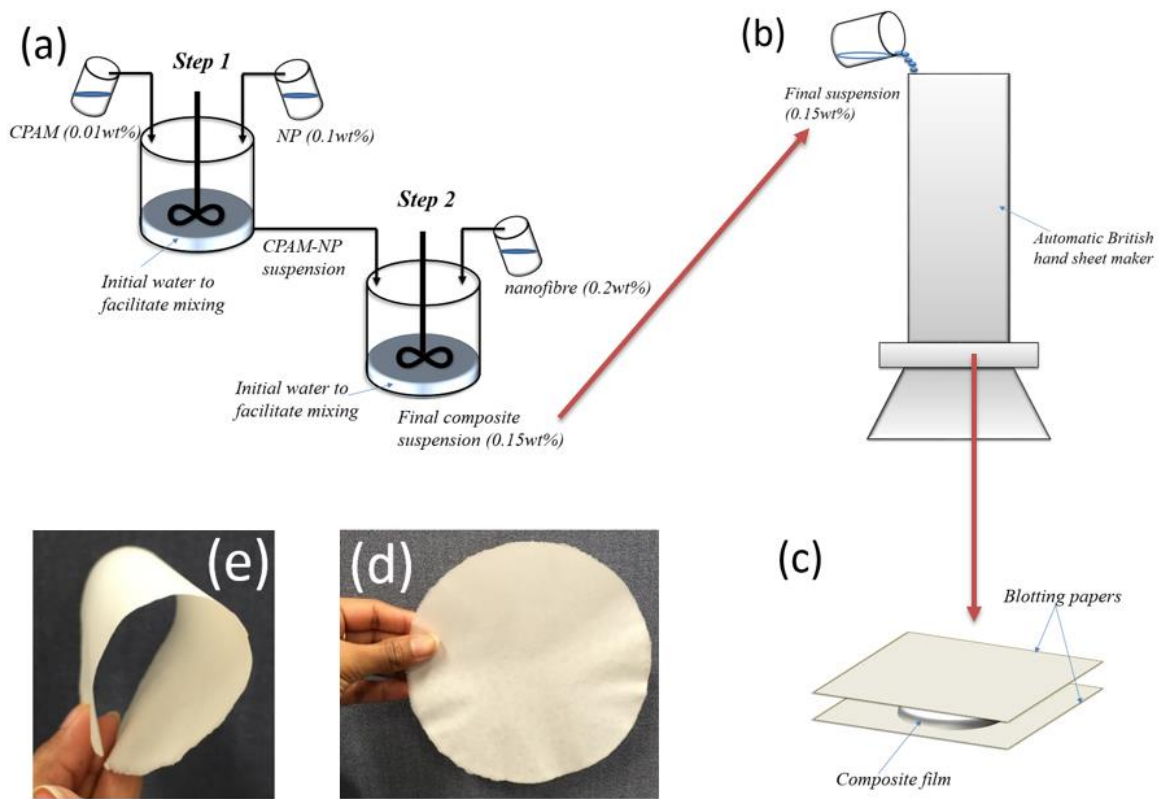 (a)
Step 1
CPAM (0.01wt%)
NP (0.1wt%)
Initial water to
facilitate mixing
CPAM-NP
suspension
Step 2
nanofibre (0.2wt%)
Initial water to
facilitate mixing
Final composite
suspension (0.15wt%)
(b)
Final suspension
(0.15wt%)
Automatic British
hand sheet maker
(c)
Blotting papers
Composite film
(e)
(d)